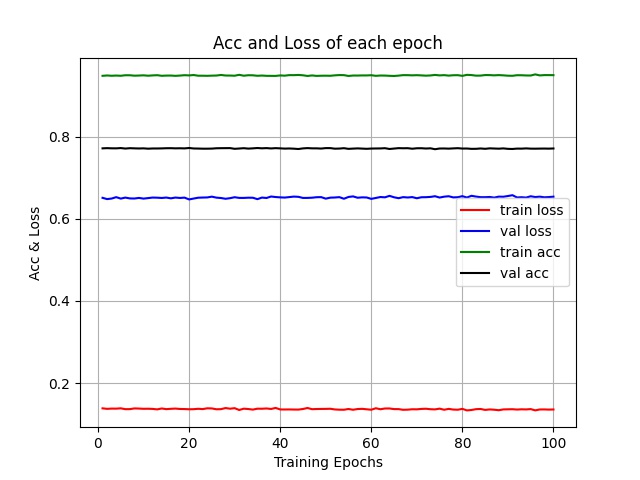 Acc and Loss of each epoch
Acc & Loss
0.8
0.6
0.4
0.2
train loss
val loss
train acc
val acc
0 20 40 60 80 100
Training Epochs